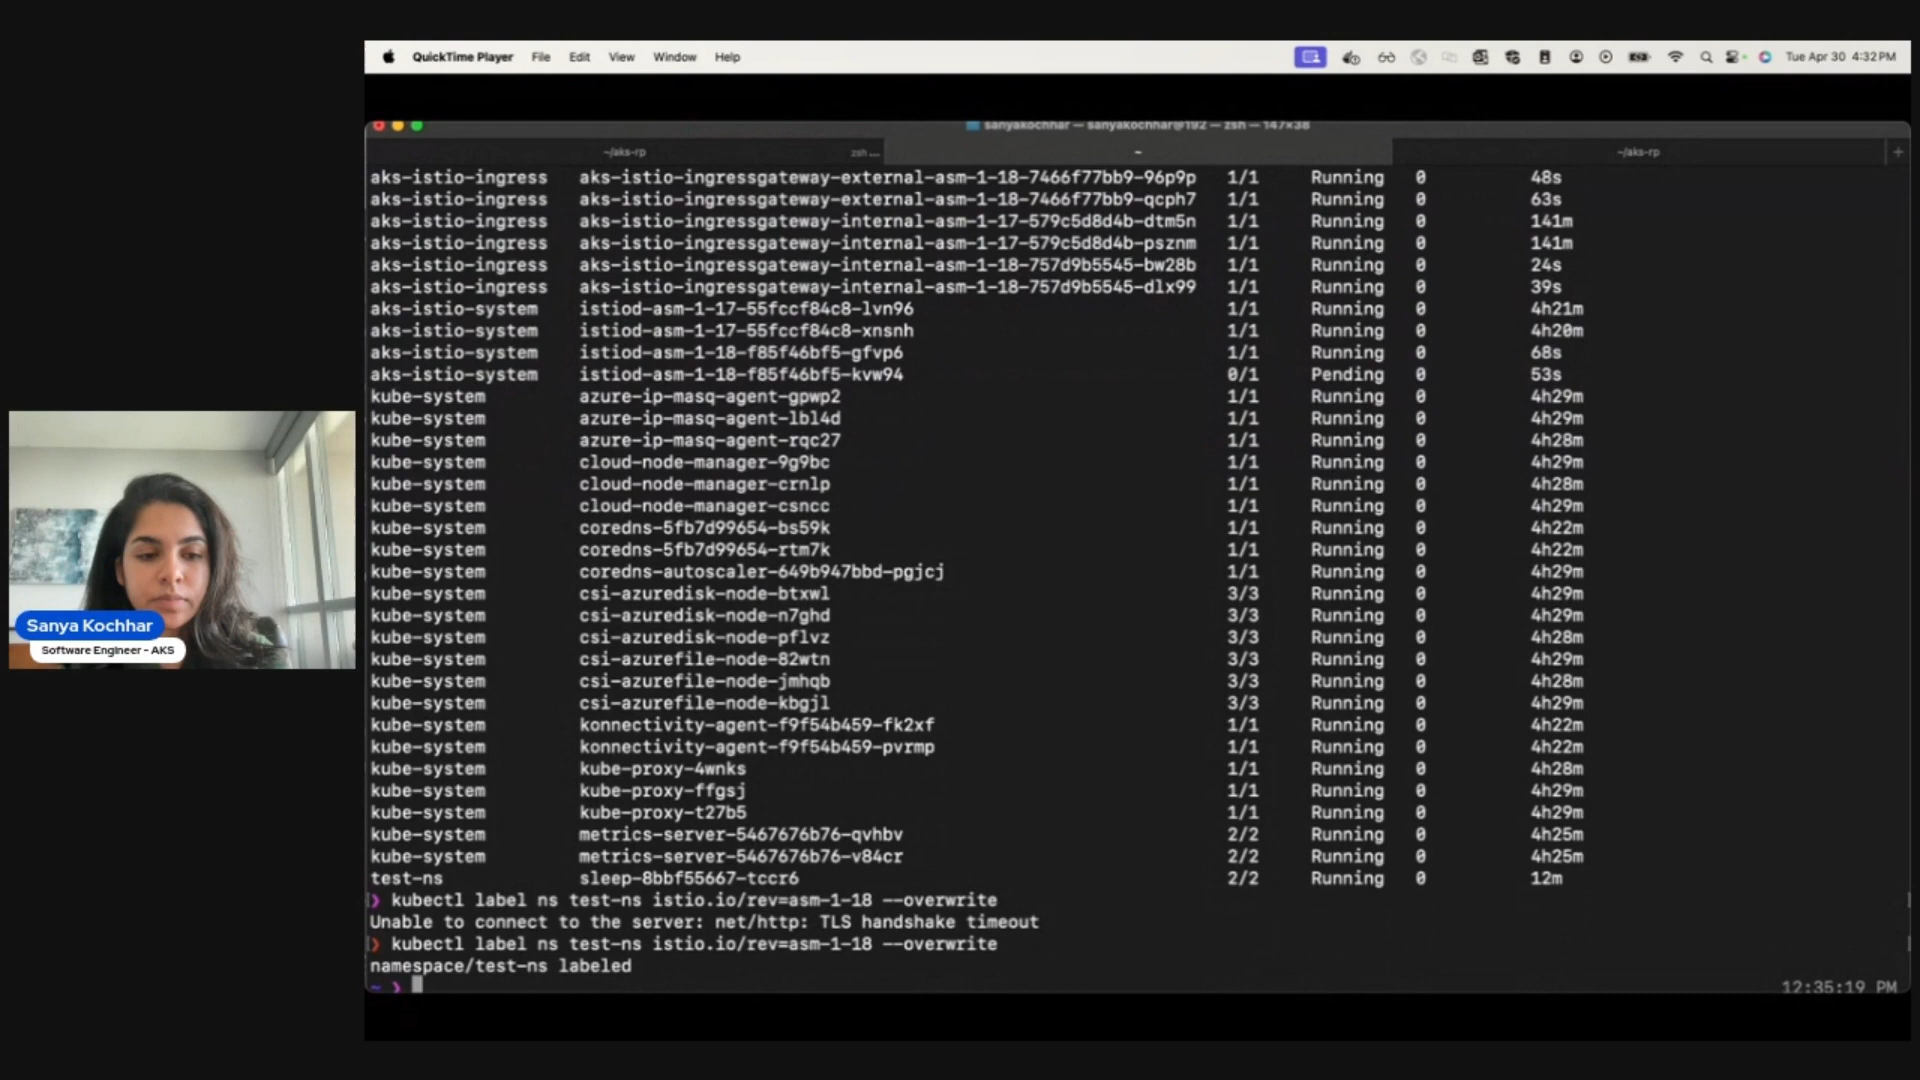 QuickTime Player File Edit View Window Help Tue Apr 30 4:32 PM
sanyakochhar — sanyakochhar@192 — zsh — 147×38
~/aks-rp zsh ... ~ ~/aks-rp +
aks-istio-ingress aks-istio-ingressgateway-external-asm-1-18-7466f77bb9-96p9p 1/1 Running 0 48s
aks-istio-ingress aks-istio-ingressgateway-external-asm-1-18-7466f77bb9-qcph7 1/1 Running 0 63s
aks-istio-ingress aks-istio-ingressgateway-internal-asm-1-17-579c5d8d4b-dtm5n 1/1 Running 0 141m
aks-istio-ingress aks-istio-ingressgateway-internal-asm-1-17-579c5d8d4b-psznm 1/1 Running 0 141m
aks-istio-ingress aks-istio-ingressgateway-internal-asm-1-18-757d9b5545-bw28b 1/1 Running 0 24s
aks-istio-ingress aks-istio-ingressgateway-internal-asm-1-18-757d9b5545-dlx99 1/1 Running 0 39s
aks-istio-system istiod-asm-1-17-55fccf84c8-lvn96 1/1 Running 0 4h21m
aks-istio-system istiod-asm-1-17-55fccf84c8-xnsnh 1/1 Running 0 4h20m
aks-istio-system istiod-asm-1-18-f85f46bf5-gfvp6 1/1 Running 0 68s
aks-istio-system istiod-asm-1-18-f85f46bf5-kvw94 0/1 Pending 0 53s
kube-system azure-ip-masq-agent-gpwp2 1/1 Running 0 4h29m
kube-system azure-ip-masq-agent-lbl4d 1/1 Running 0 4h29m
kube-system azure-ip-masq-agent-rqc27 1/1 Running 0 4h28m
kube-system cloud-node-manager-9g9bc 1/1 Running 0 4h29m
kube-system cloud-node-manager-crnlp 1/1 Running 0 4h28m
kube-system cloud-node-manager-csncc 1/1 Running 0 4h29m
kube-system coredns-5fb7d99654-bs59k 1/1 Running 0 4h22m
kube-system coredns-5fb7d99654-rtm7k 1/1 Running 0 4h22m
kube-system coredns-autoscaler-649b947bbd-pgjcj 1/1 Running 0 4h29m
kube-system csi-azuredisk-node-btxwl 3/3 Running 0 4h29m
kube-system csi-azuredisk-node-n7ghd 3/3 Running 0 4h29m
kube-system csi-azuredisk-node-pflvz 3/3 Running 0 4h28m
kube-system csi-azurefile-node-82wtn 3/3 Running 0 4h29m
kube-system csi-azurefile-node-jmhqb 3/3 Running 0 4h28m
kube-system csi-azurefile-node-kbgjl 3/3 Running 0 4h29m
kube-system konnectivity-agent-f9f54b459-fk2xf 1/1 Running 0 4h22m
kube-system konnectivity-agent-f9f54b459-pvrmp 1/1 Running 0 4h22m
kube-system kube-proxy-4wnks 1/1 Running 0 4h28m
kube-system kube-proxy-ffgsj 1/1 Running 0 4h29m
kube-system kube-proxy-t27b5 1/1 Running 0 4h29m
kube-system metrics-server-5467676b76-qvhbv 2/2 Running 0 4h25m
kube-system metrics-server-5467676b76-v84cr 2/2 Running 0 4h25m
test-ns sleep-8bbf55667-tccr6 2/2 Running 0 12m
❯ kubectl label ns test-ns istio.io/rev=asm-1-18 --overwrite
Unable to connect to the server: net/http: TLS handshake timeout
❯ kubectl label ns test-ns istio.io/rev=asm-1-18 --overwrite
namespace/test-ns labeled
~ ❯ 12:35:19 PM
Sanya Kochhar
Software Engineer - AKS